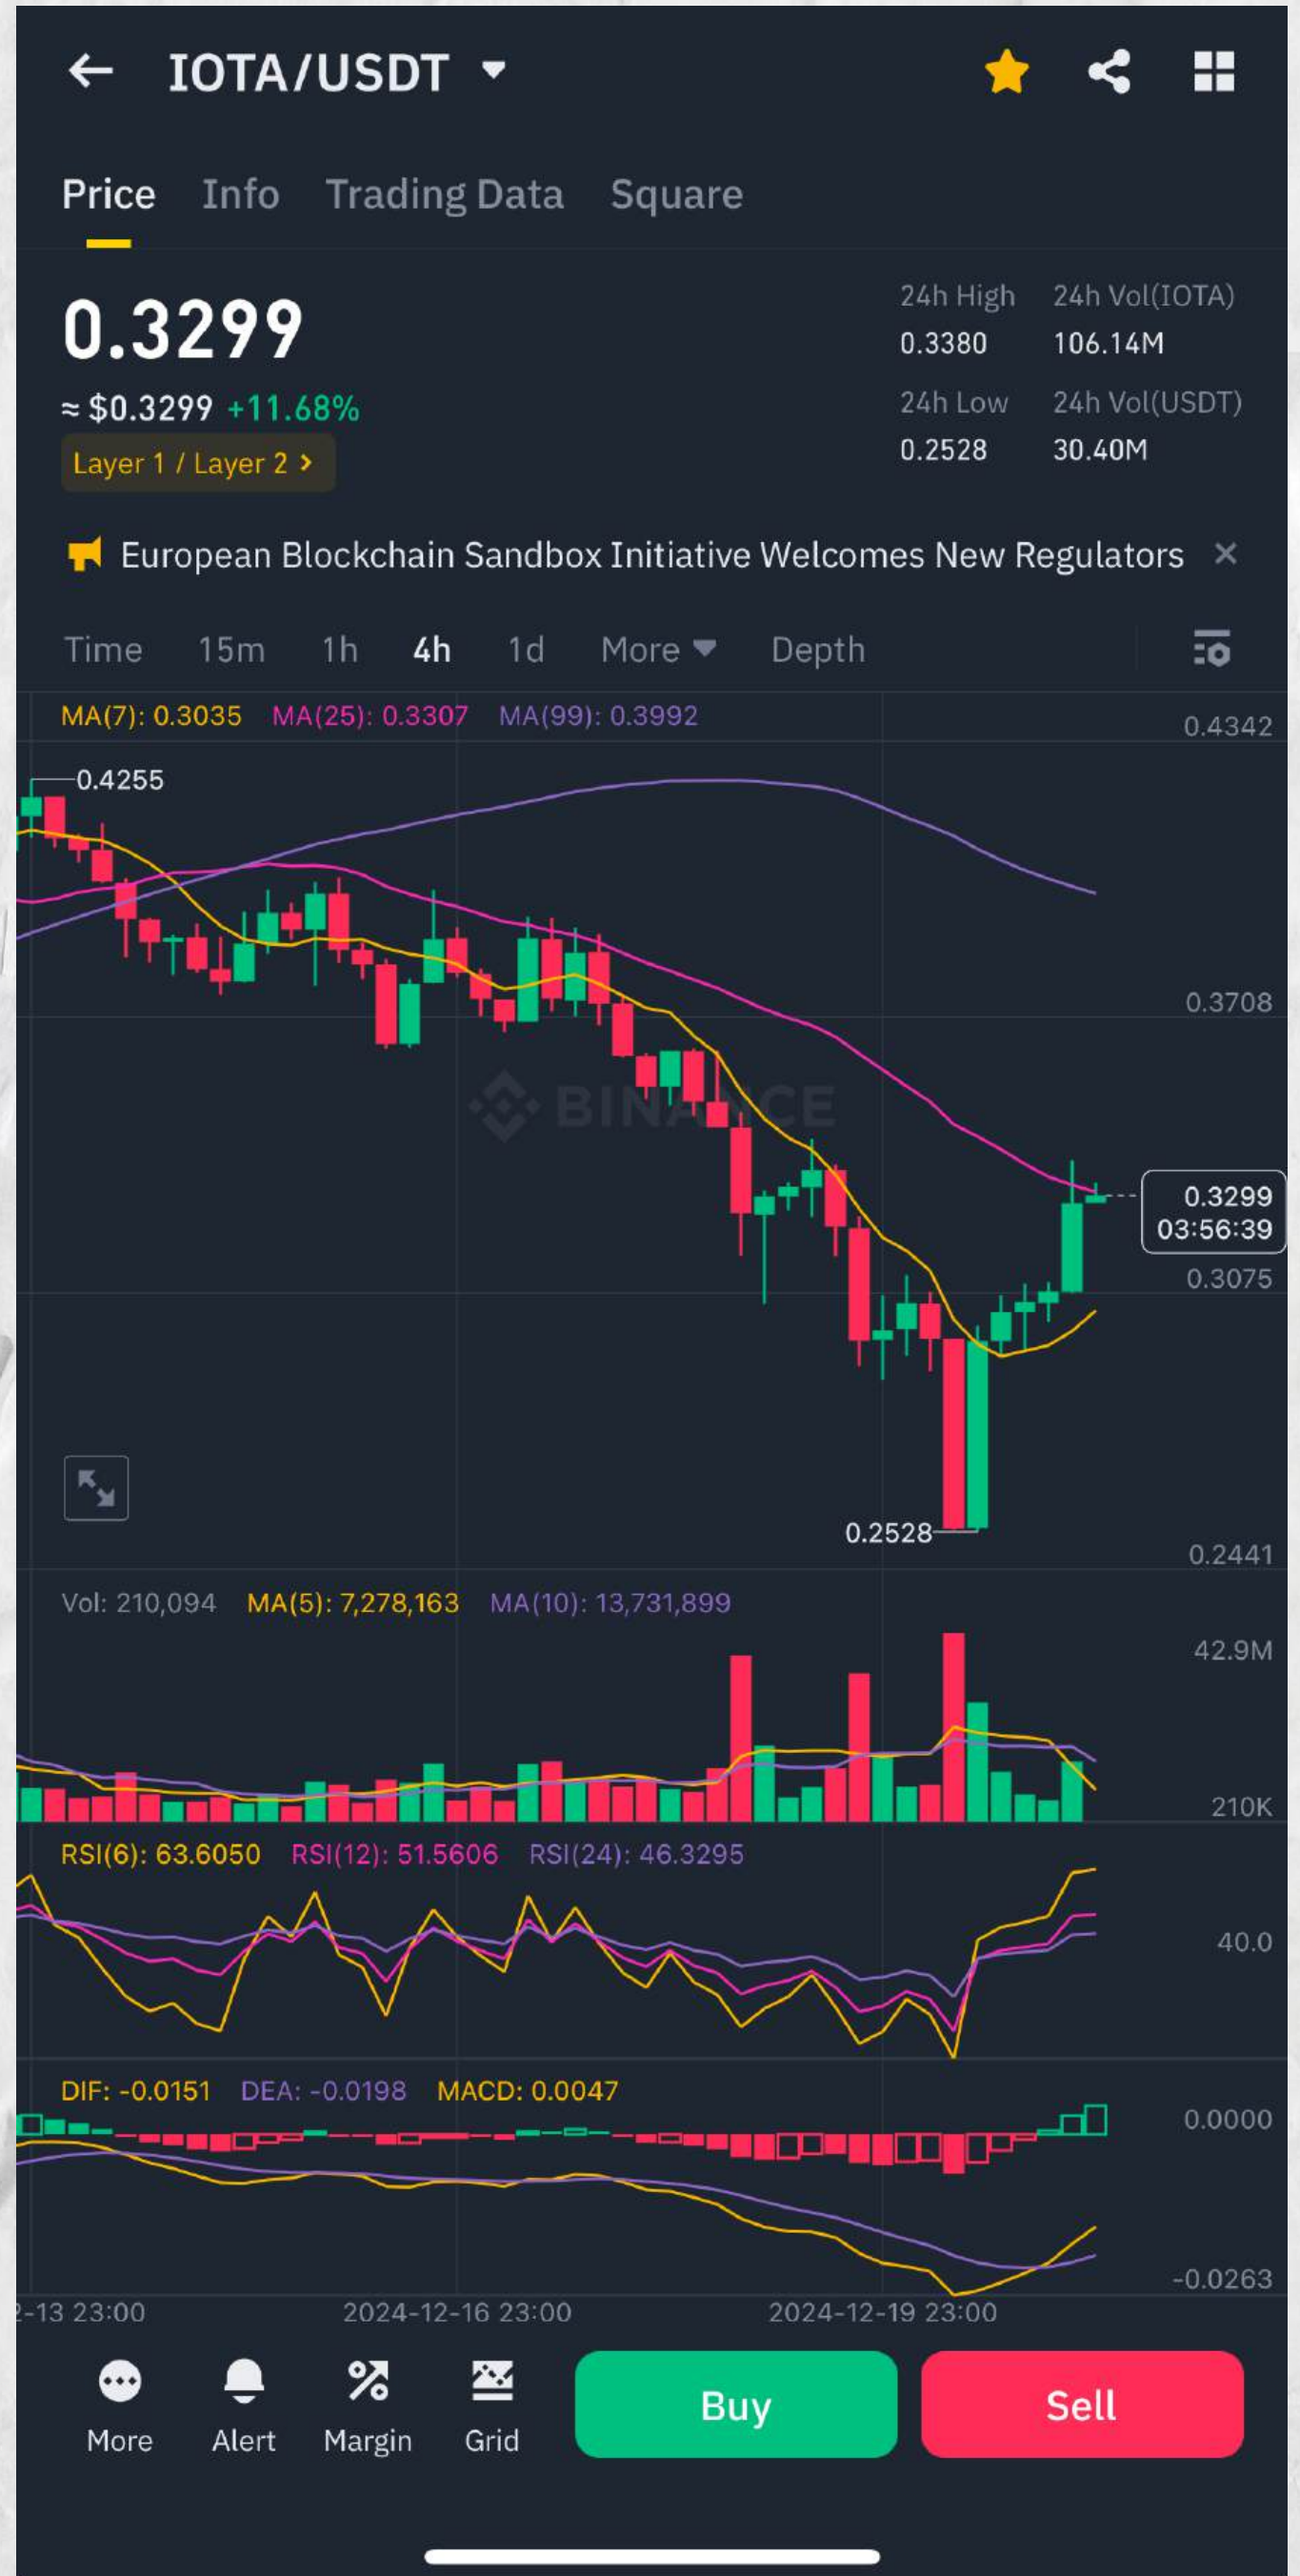 IOTA/USDT
Price Info Trading Data Square
0.3299
≈ $0.3299 +11.68%
Layer 1 / Layer 2 >
24h High 24h Vol(IOTA)
0.3380 106.14M
24h Low 24h Vol(USDT)
0.2528 30.40M
European Blockchain Sandbox Initiative Welcomes New Regulators
Time 15m 1h 4h 1d More Depth
MA(7): 0.3035 MA(25): 0.3307 MA(99): 0.3992
0.4342
0.4255
0.3708
BINANCE
0.3299
03:56:39
0.3075
0.2528
0.2441
Vol: 210,094 MA(5): 7,278,163 MA(10): 13,731,899
42.9M
210K
RSI(6): 63.6050 RSI(12): 51.5606 RSI(24): 46.3295
40.0
DIF: -0.0151 DEA: -0.0198 MACD: 0.0047
0.0000
-0.0263
2-13 23:00 2024-12-16 23:00 2024-12-19 23:00
More Alert Margin Grid Buy Sell